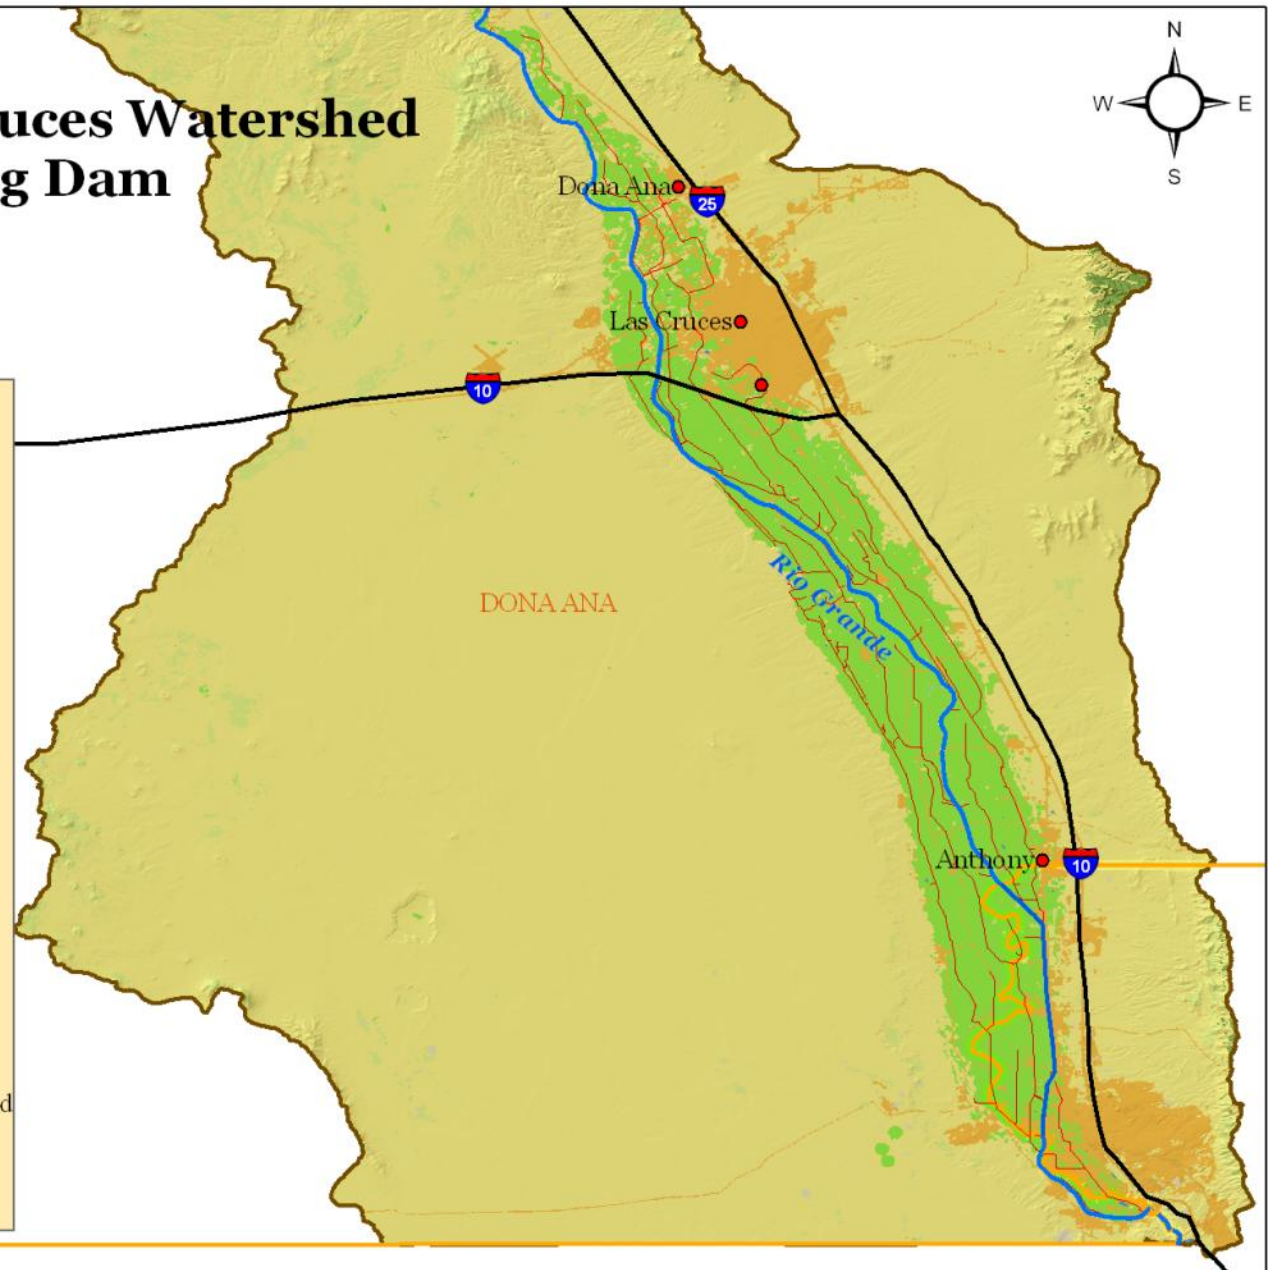 N
W E
S
uces Watershed
g Dam
Dona Ana
25
Las Cruces
10
Rio Grande
DONA ANA
Anthony
10
d